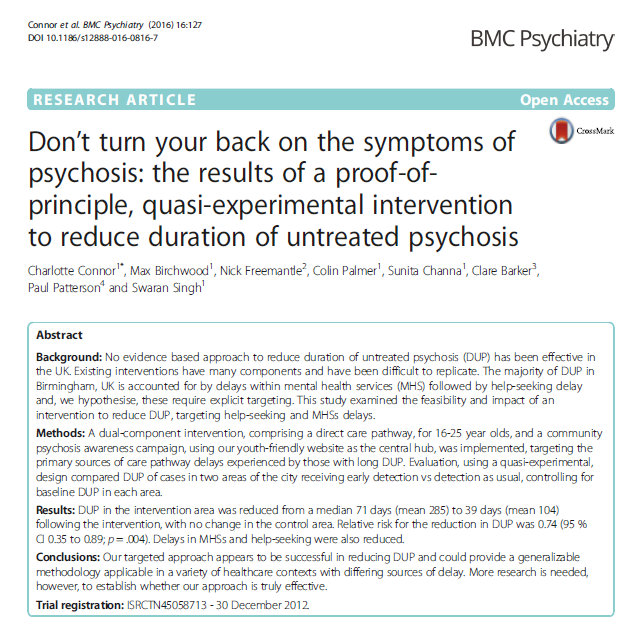 Connor et al. BMC Psychiatry (2016) 16:127
DOI 10.1186/s12888-016-0816-7
BMC Psychiatry
RESEARCH ARTICLE
Open Access
CrossMark
Don’t turn your back on the symptoms of
psychosis: the results of a proof-of-
principle, quasi-experimental intervention
to reduce duration of untreated psychosis
Charlotte Connor1*, Max Birchwood1, Nick Freemantle2, Colin Palmer1, Sunita Channa1, Clare Barker3,
Paul Patterson4 and Swaran Singh1
Abstract
Background: No evidence based approach to reduce duration of untreated psychosis (DUP) has been effective in
the UK. Existing interventions have many components and have been difficult to replicate. The majority of DUP in
Birmingham, UK is accounted for by delays within mental health services (MHS) followed by help-seeking delay
and, we hypothesise, these require explicit targeting. This study examined the feasibility and impact of an
intervention to reduce DUP, targeting help-seeking and MHSs delays.
Methods: A dual-component intervention, comprising a direct care pathway, for 16-25 year olds, and a community
psychosis awareness campaign, using our youth-friendly website as the central hub, was implemented, targeting the
primary sources of care pathway delays experienced by those with long DUP. Evaluation, using a quasi-experimental,
design compared DUP of cases in two areas of the city receiving early detection vs detection as usual, controlling for
baseline DUP in each area.
Results: DUP in the intervention area was reduced from a median 71 days (mean 285) to 39 days (mean 104)
following the intervention, with no change in the control area. Relative risk for the reduction in DUP was 0.74 (95 %
CI 0.35 to 0.89; p = .004). Delays in MHS and help-seeking were also reduced.
Conclusions: Our targeted approach appears to be successful in reducing DUP and could provide a generalizable
methodology applicable in a variety of healthcare contexts with differing sources of delay. More research is needed,
however, to establish whether our approach is truly effective.
Trial registration: ISRCTN45058713 - 30 December 2012.